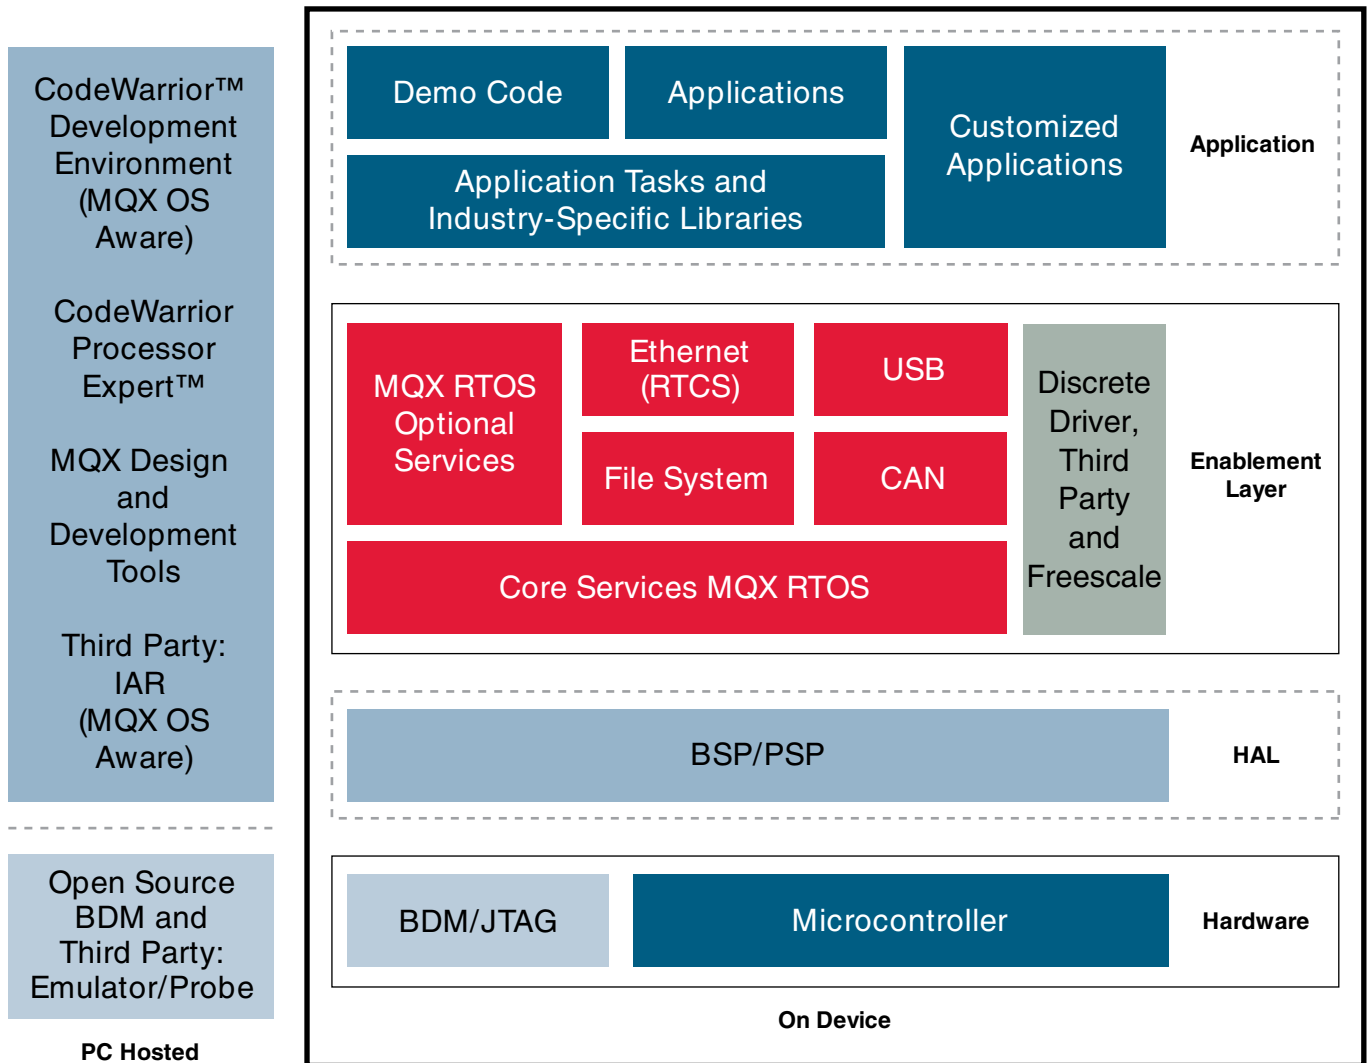 CodeWarrior™
Development
Environment
(MQX OS
Aware)
CodeWarrior
Processor
Expert™
MQX Design
and
Development
Tools
Third Party:
IAR
(MQX OS
Aware)
Open Source
BDM and
Third Party:
Emulator/Probe
PC Hosted
Demo Code
Applications
Customized
Applications
Application Tasks and
Industry-Specific Libraries
Application
MQX RTOS
Optional
Services
Ethernet
(RTCS)
USB
File System
CAN
Core Services MQX RTOS
Discrete
Driver,
Third
Party
and
Freescale
Enablement
Layer
BSP/PSP
HAL
BDM/JTAG
Microcontroller
Hardware
On Device